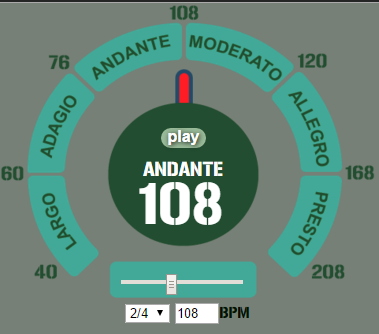 108
76
ANDANTE
MODERATO
120
ADAGIO
ALLEGRO
play
60
ANDANTE
168
108
LARGO
PRESTO
40
208
2/4
108
BPM